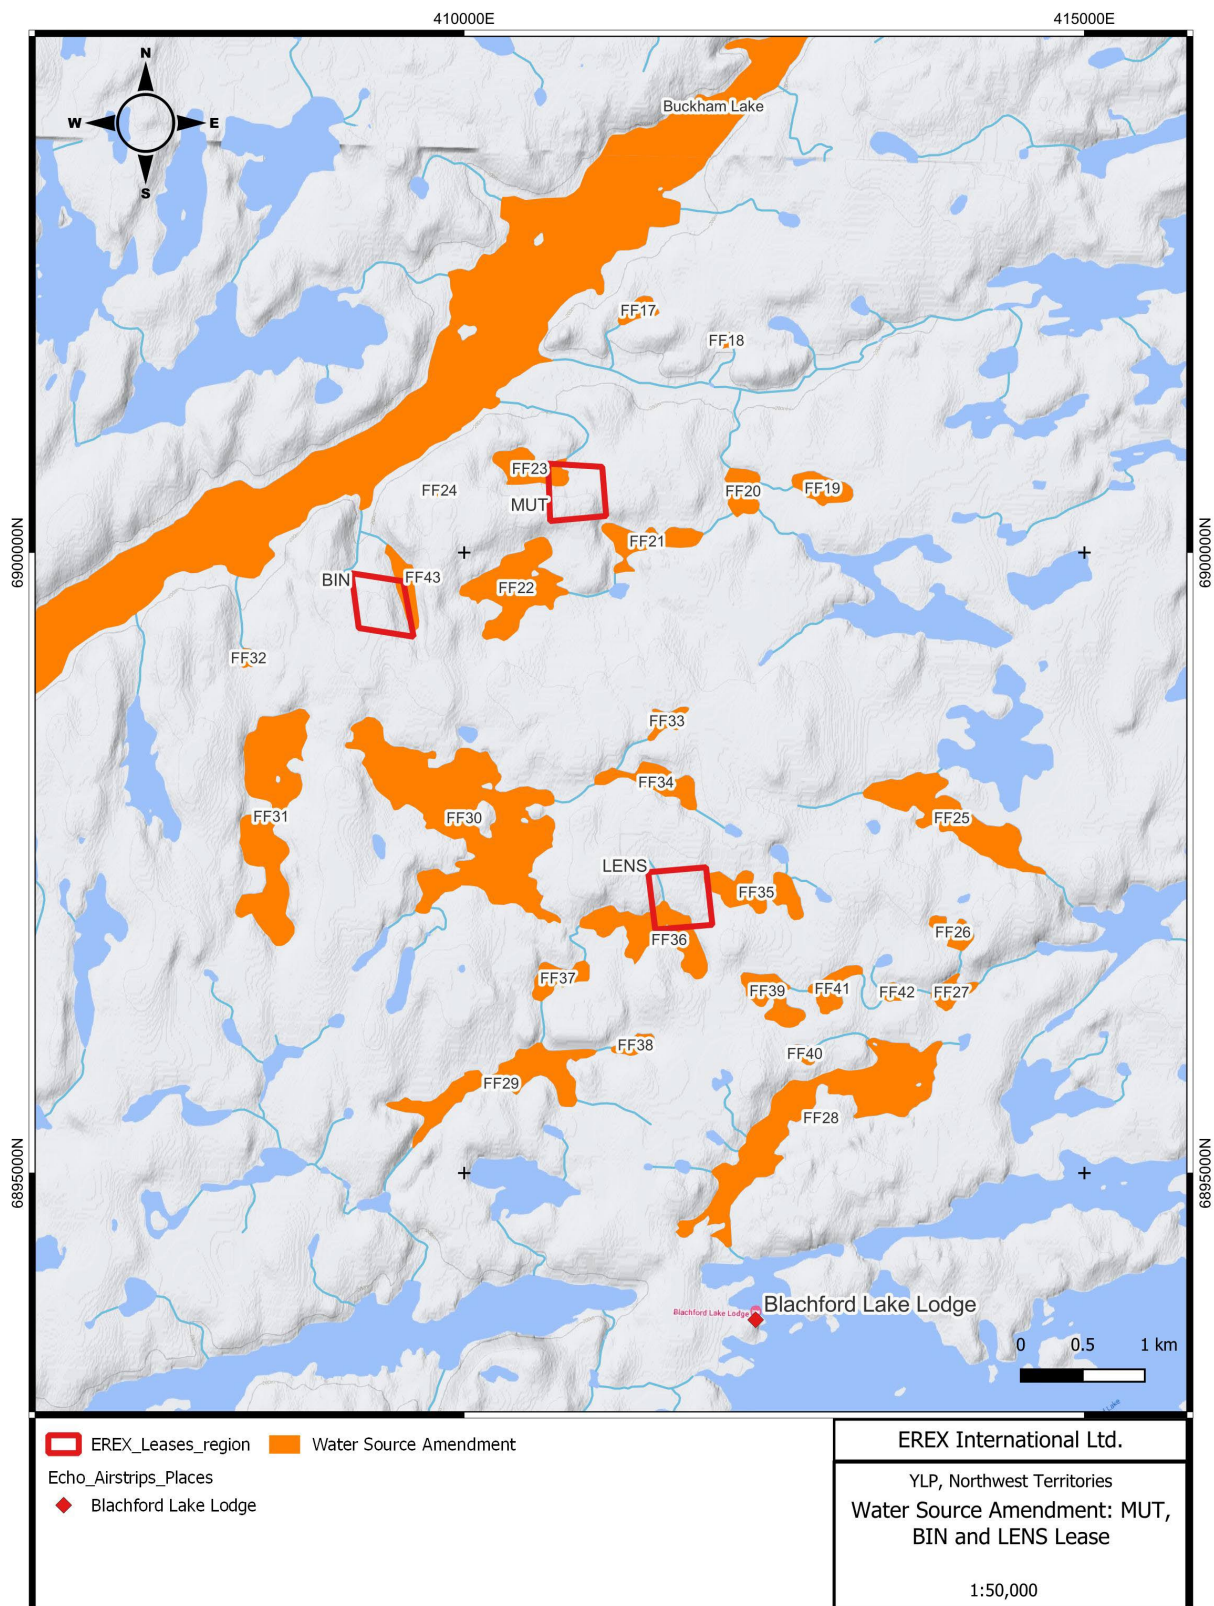 410000E
415000E
N
W
E
S
Buckham Lake
FF17
FF18
FF23
FF24
MUT
FF20
FF19
FF21
6900000N
6900000N
BIN
FF43
FF22
FF32
FF33
FF34
FF31
FF30
FF25
LENS
FF35
FF26
FF36
FF37
FF39
FF41
FF42
FF27
FF38
FF40
FF29
FF28
6895000N
6895000N
Blachford Lake Lodge
Blachford Lake Lodge
0 0.5 1 km
Lake
EREX_Leases_region
Water Source Amendment
Echo_Airstrips_Places
Blachford Lake Lodge
EREX International Ltd.
YLP, Northwest Territories
Water Source Amendment: MUT,
BIN and LENS Lease
1:50,000